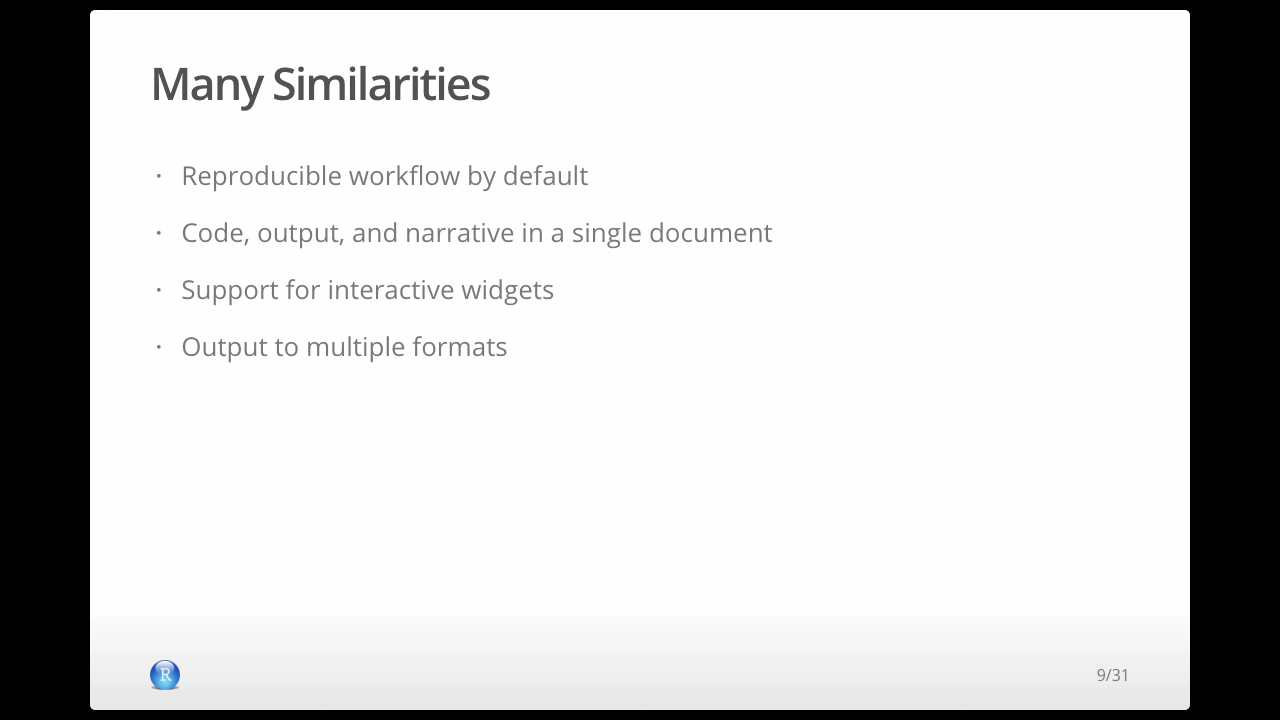 Many Similarities
· Reproducible workflow by default
· Code, output, and narrative in a single document
· Support for interactive widgets
· Output to multiple formats
R
9/31